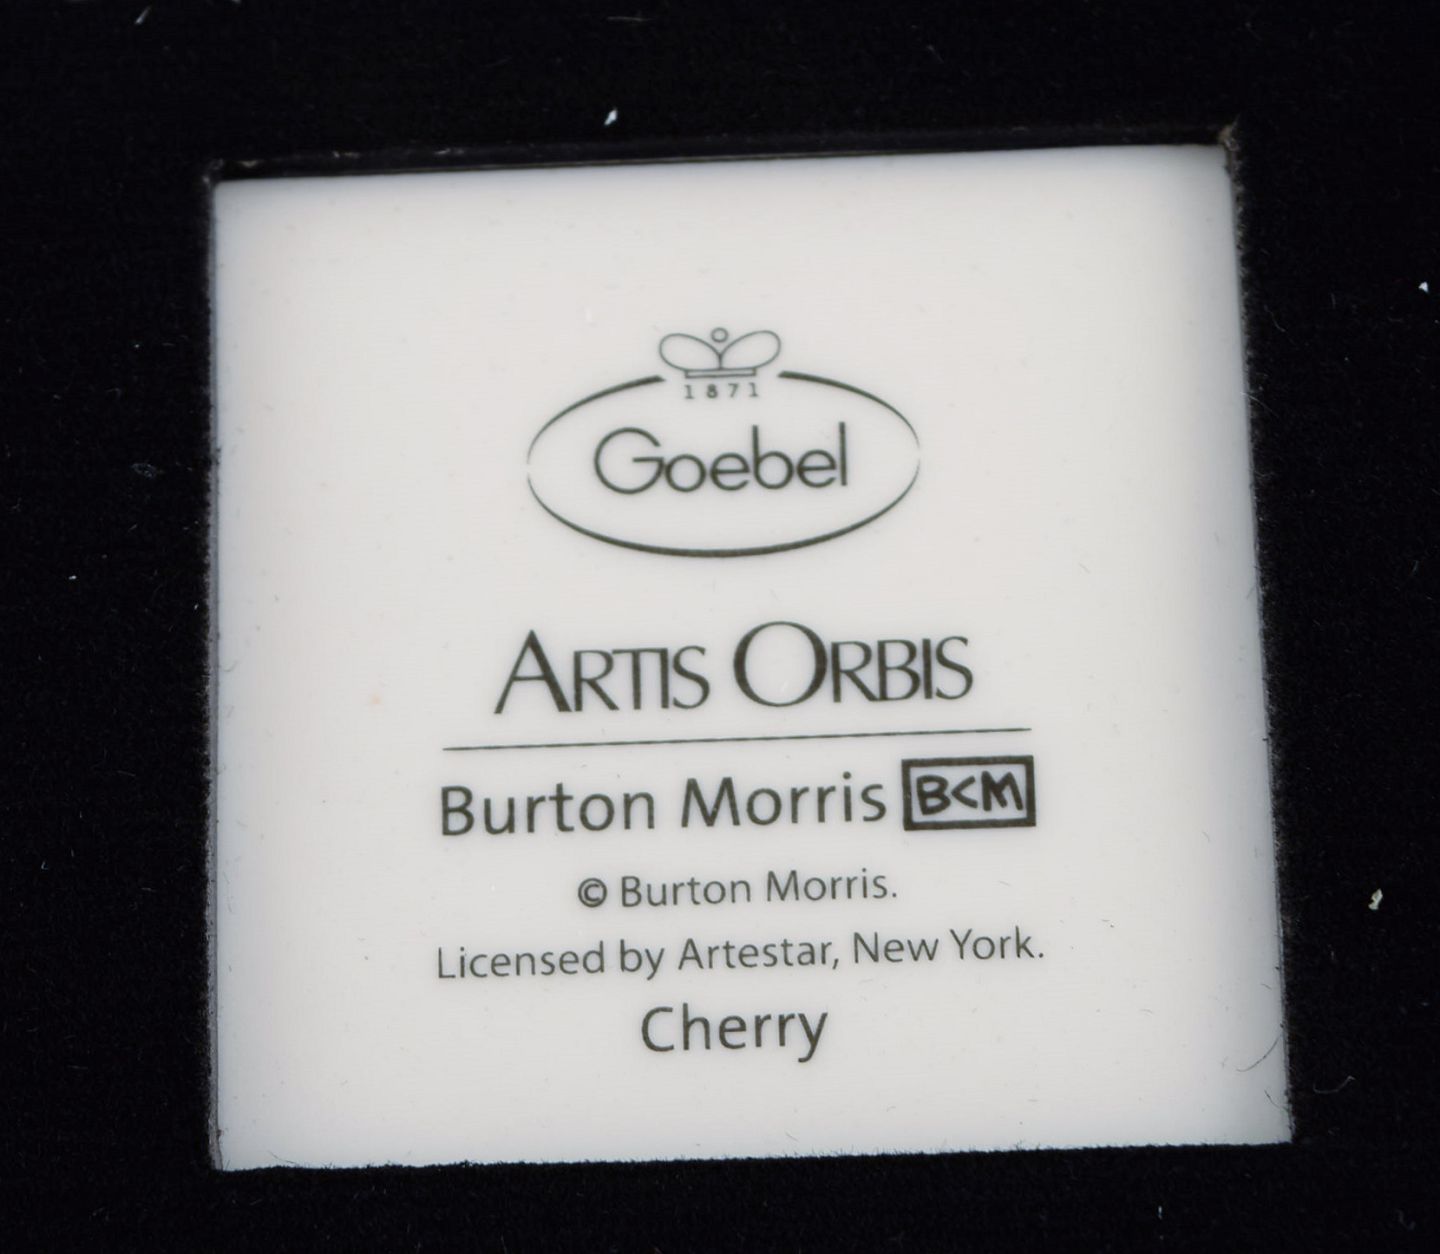 1871
Goebel
ARTIS ORBIS
Burton Morris B<M
© Burton Morris.
Licensed by Artestar, New York.
Cherry